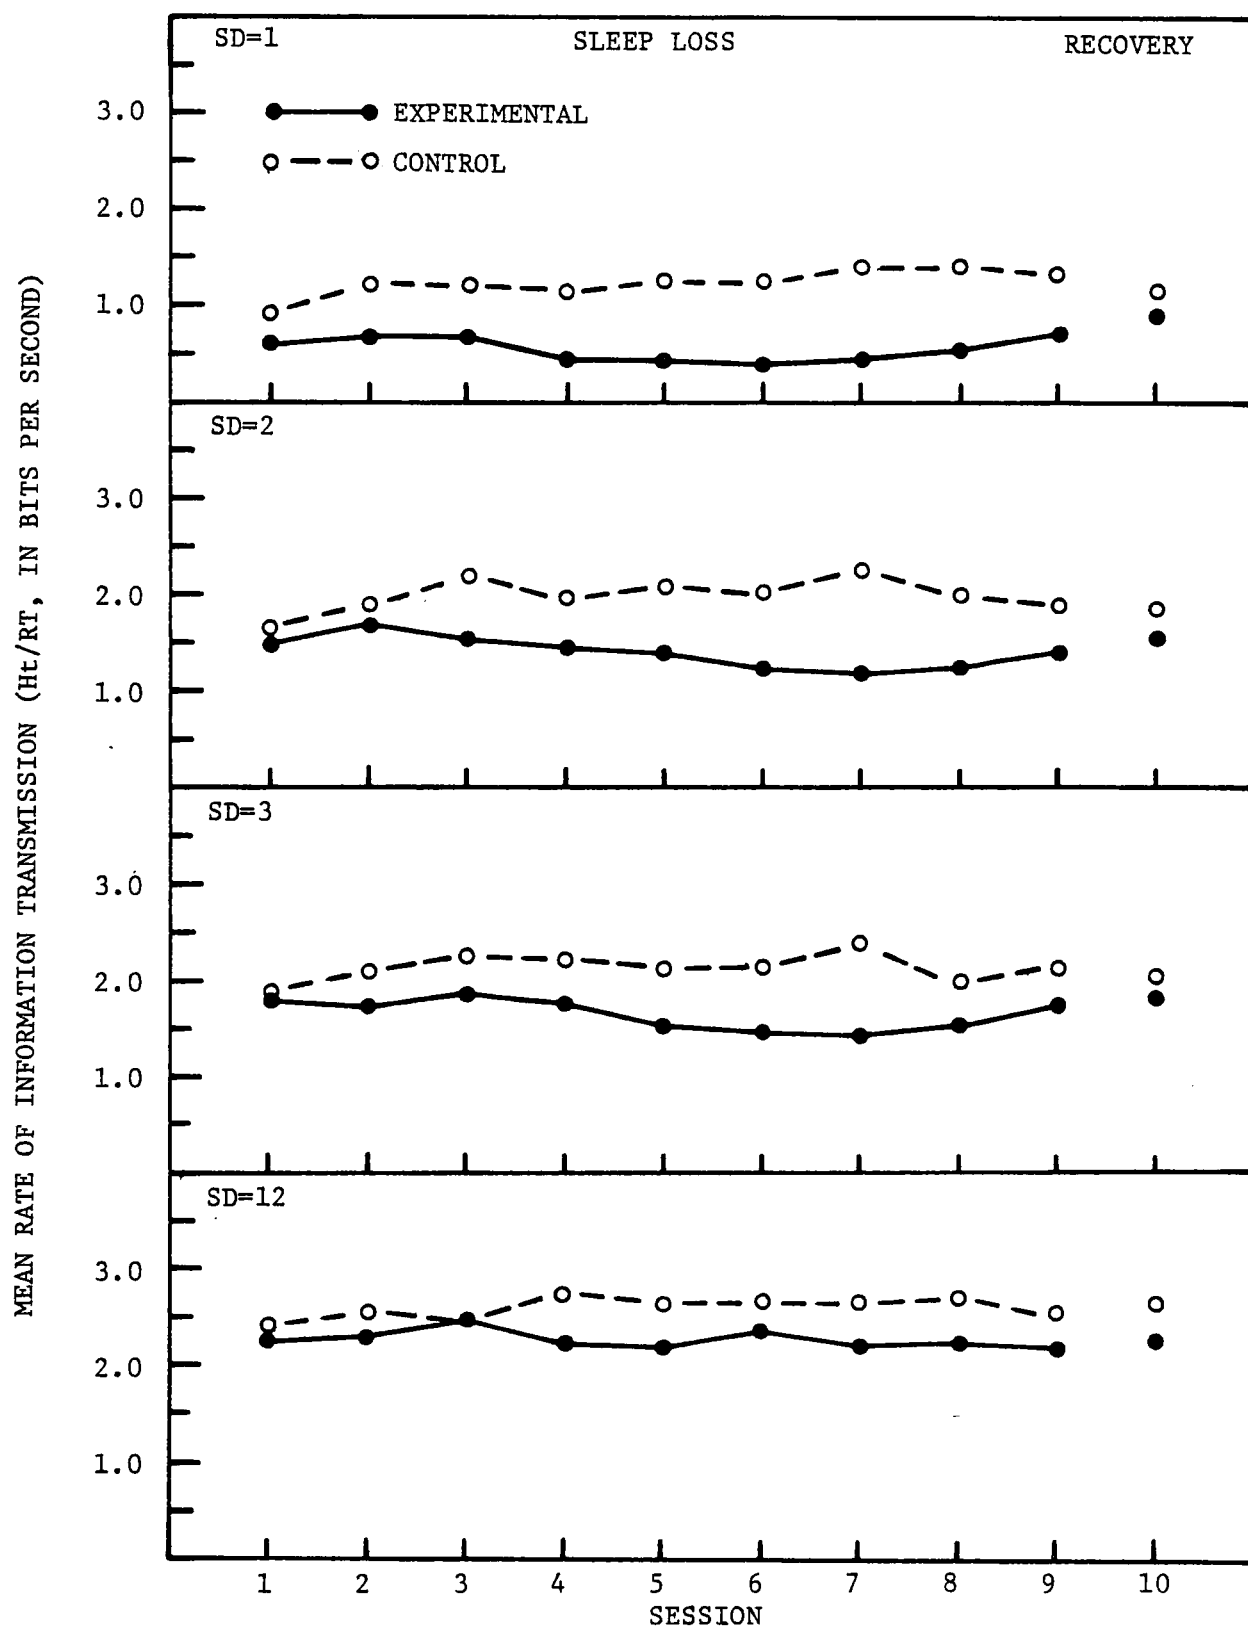 SD=1 SLEEP LOSS RECOVERY
EXPERIMENTAL
CONTROL
3.0
2.0
1.0
SD=2
3.0
2.0
1.0
SD=3
3.0
2.0
1.0
SD=12
3.0
2.0
1.0
1 2 3 4 5 6 7 8 9 10
SESSION
MEAN RATE OF INFORMATION TRANSMISSION (Ht/RT, IN BITS PER SECOND)